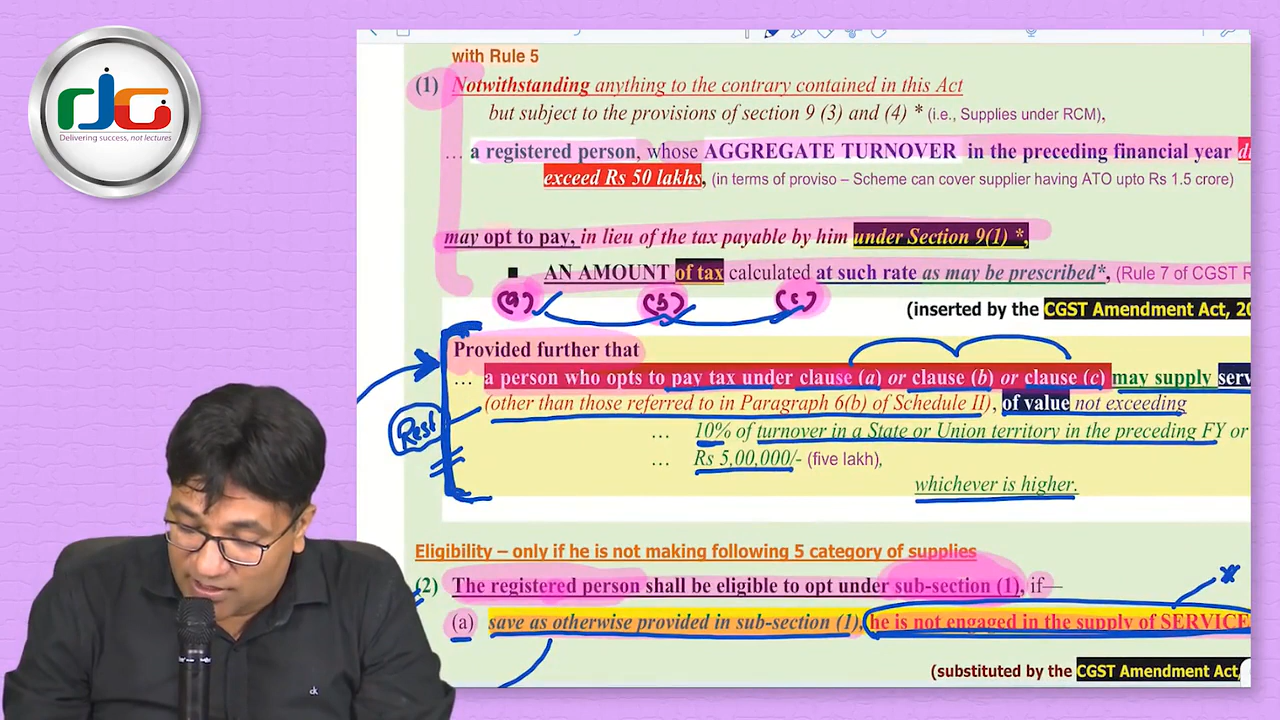 Delivering success, not lectures
with Rule 5
(1) Notwithstanding anything to the contrary contained in this Act
but subject to the provisions of section 9 (3) and (4) * (i.e., Supplies under RCM),
… a registered person, whose AGGREGATE TURNOVER in the preceding financial year
exceed Rs 50 lakhs, (in terms of proviso – Scheme can cover supplier having ATO upto Rs 1.5 crore)
may opt to pay, in lieu of the tax payable by him under Section 9(1) *,
■ AN AMOUNT of tax calculated at such rate as may be prescribed*, (Rule 7 of CGST R
(a) (b) (c)
(inserted by the CGST Amendment Act, 20
Provided further that
… a person who opts to pay tax under clause (a) or clause (b) or clause (c) may supply serv
(other than those referred to in Paragraph 6(b) of Schedule II), of value not exceeding
Rest
… 10% of turnover in a State or Union territory in the preceding FY or
… Rs 5,00,000/- (five lakh),
whichever is higher.
Eligibility – only if he is not making following 5 category of supplies
(2) The registered person shall be eligible to opt under sub-section (1), if—
(a) save as otherwise provided in sub-section (1), he is not engaged in the supply of SERVICE
(substituted by the CGST Amendment Act,